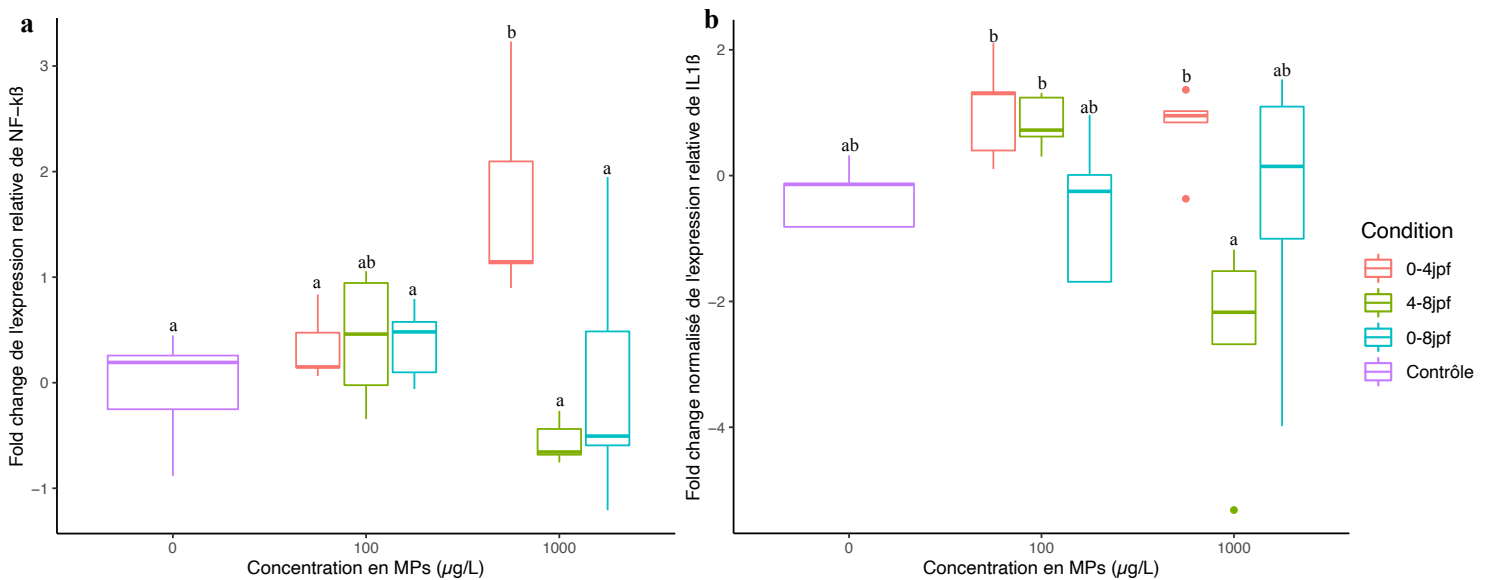 a
Fold change de l'expression relative de NF−kß
3
2
1
0
−1
a
a
ab
a
b
a
a
0
100
1000
Concentration en MPs (µg/L)
b
Fold change normalisé de l'expression relative de IL1ß
2
0
−2
−4
ab
b
b
ab
b
a
ab
0
100
1000
Concentration en MPs (µg/L)
Condition
0-4jpf
4-8jpf
0-8jpf
Contrôle